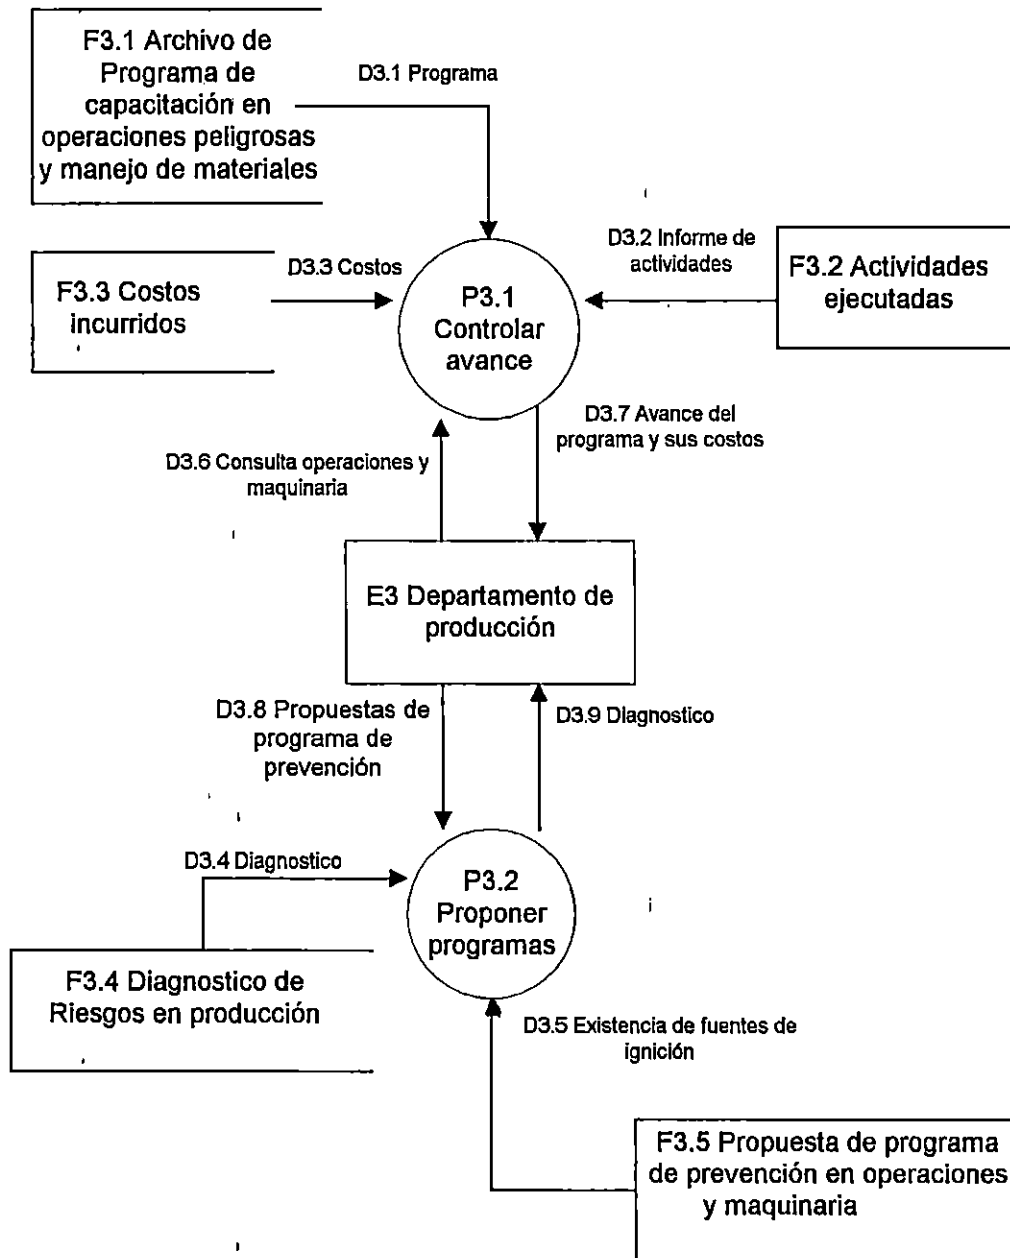 F3.1 Archivo de
Programa de
capacitación en
operaciones peligrosas
y manejo de materiales
D3.1 Programa
D3.2 Informe de
actividades
F3.2 Actividades
ejecutadas
D3.3 Costos
F3.3 Costos
incurridos
P3.1
Controlar
avance
D3.7 Avance del
programa y sus costos
D3.6 Consulta operaciones y
maquinaria
E3 Departamento de
producción
D3.8 Propuestas de
programa de
prevención
D3.9 Diagnostico
D3.4 Diagnostico
P3.2
Proponer
programas
F3.4 Diagnostico de
Riesgos en producción
D3.5 Existencia de fuentes de
ignición
F3.5 Propuesta de programa
de prevención en operaciones
y maquinaria